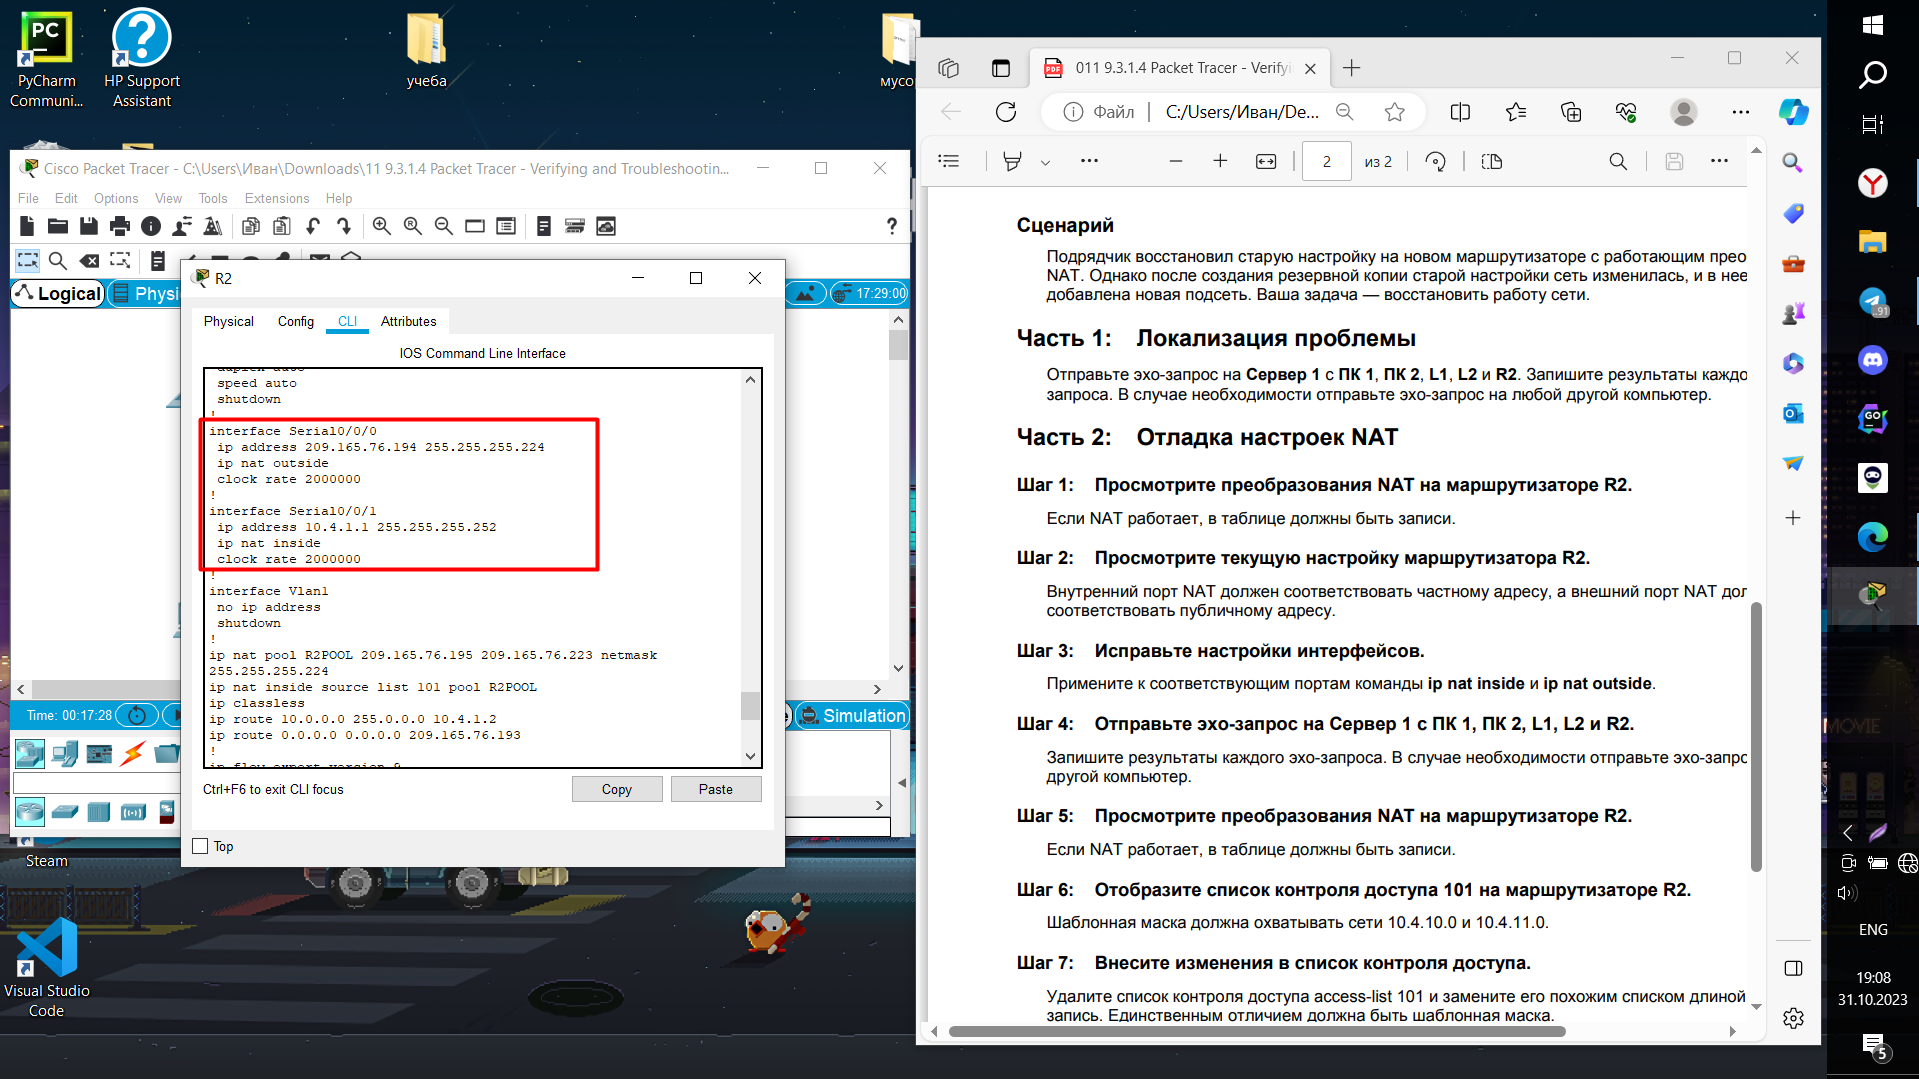 PyCharm
Communi...
HP Support
Assistant
учеба
мусор
Cisco Packet Tracer - C:\Users\Иван\Downloads\11 9.3.1.4 Packet Tracer - Verifying and Troubleshootin...
File Edit Options View Tools Extensions Help
Logical
Physi
17:29:00
R2
Physical Config CLI Attributes
IOS Command Line Interface
duplex auto
speed auto
shutdown
!
interface Serial0/0/0
ip address 209.165.76.194 255.255.255.224
ip nat outside
clock rate 2000000
!
interface Serial0/0/1
ip address 10.4.1.1 255.255.255.252
ip nat inside
clock rate 2000000
!
interface Vlan1
no ip address
shutdown
!
ip nat pool R2POOL 209.165.76.195 209.165.76.223 netmask
255.255.255.224
ip nat inside source list 101 pool R2POOL
ip classless
ip route 10.0.0.0 255.0.0.0 10.4.1.2
ip route 0.0.0.0 0.0.0.0 209.165.76.193
!
ip flow-export version 9
Ctrl+F6 to exit CLI focus
Copy
Paste
Top
Time: 00:17:28
Simulation
Steam
Visual Studio
Code
011 9.3.1.4 Packet Tracer - Verifyi
Файл
C:/Users/Иван/De...
2 из 2
Сценарий
Подрядчик восстановил старую настройку на новом маршрутизаторе с работающим прео
NAT. Однако после создания резервной копии старой настройки сеть изменилась, и в нее
добавлена новая подсеть. Ваша задача — восстановить работу сети.
Часть 1: Локализация проблемы
Отправьте эхо-запрос на Сервер 1 с ПК 1, ПК 2, L1, L2 и R2. Запишите результаты каждо
запроса. В случае необходимости отправьте эхо-запрос на любой другой компьютер.
Часть 2: Отладка настроек NAT
Шаг 1: Просмотрите преобразования NAT на маршрутизаторе R2.
Если NAT работает, в таблице должны быть записи.
Шаг 2: Просмотрите текущую настройку маршрутизатора R2.
Внутренний порт NAT должен соответствовать частному адресу, а внешний порт NAT дол
соответствовать публичному адресу.
Шаг 3: Исправьте настройки интерфейсов.
Примените к соответствующим портам команды ip nat inside и ip nat outside.
Шаг 4: Отправьте эхо-запрос на Сервер 1 с ПК 1, ПК 2, L1, L2 и R2.
Запишите результаты каждого эхо-запроса. В случае необходимости отправьте эхо-запро
другой компьютер.
Шаг 5: Просмотрите преобразования NAT на маршрутизаторе R2.
Если NAT работает, в таблице должны быть записи.
Шаг 6: Отобразите список контроля доступа 101 на маршрутизаторе R2.
Шаблонная маска должна охватывать сети 10.4.10.0 и 10.4.11.0.
Шаг 7: Внесите изменения в список контроля доступа.
Удалите список контроля доступа access-list 101 и замените его похожим списком длиной
запись. Единственным отличием должна быть шаблонная маска.
91
MOVIE
ENG
19:08
31.10.2023
5